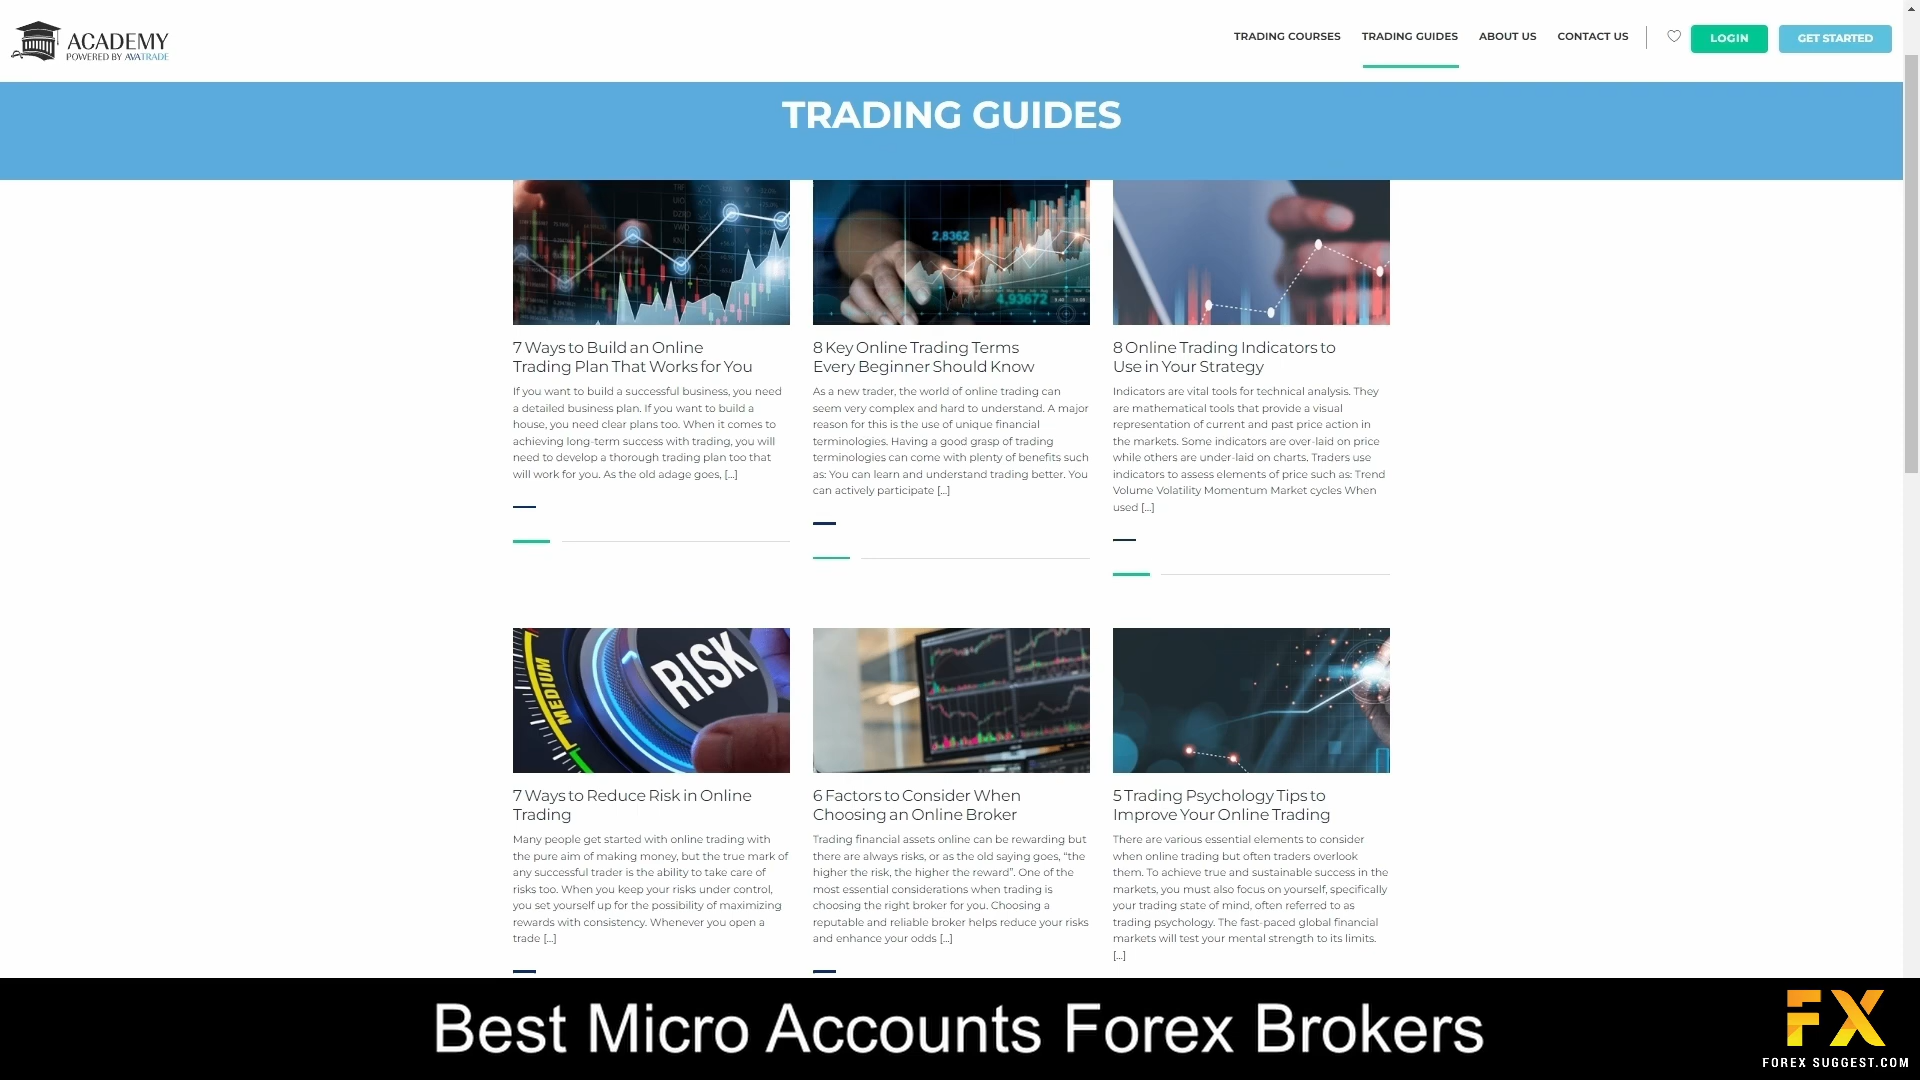 ACADEMY
POWERED BY AVATRADE
TRADING COURSES
TRADING GUIDES
ABOUT US
CONTACT US
LOGIN
GET STARTED
TRADING GUIDES
2,8362
4.93672
7 Ways to Build an Online
Trading Plan That Works for You
If you want to build a successful business, you need
a detailed business plan. If you want to build a
house, you need clear plans too. When it comes to
achieving long-term success with trading, you will
need to develop a thorough trading plan too that
will work for you. As the old adage goes, [...]
8 Key Online Trading Terms
Every Beginner Should Know
As a new trader, the world of online trading can
seem very complex and hard to understand. A major
reason for this is the use of unique financial
terminologies. Having a good grasp of trading
terminologies can come with plenty of benefits such
as: You can learn and understand trading better. You
can actively participate [...]
8 Online Trading Indicators to
Use in Your Strategy
Indicators are vital tools for technical analysis. They
are mathematical tools that provide a visual
representation of current and past price action in
the markets. Some indicators are over-laid on price
while others are under-laid on charts. Traders use
indicators to assess elements of price such as: Trend
Volume Volatility Momentum Market cycles When
used [...]
MEDIUM
RISK
7 Ways to Reduce Risk in Online
Trading
Many people get started with online trading with
the pure aim of making money, but the true mark of
any successful trader is the ability to take care of
risks too. When you keep your risks under control,
you set yourself up for the possibility of maximizing
rewards with consistency. Whenever you open a
trade [...]
6 Factors to Consider When
Choosing an Online Broker
Trading financial assets online can be rewarding but
there are always risks, or as the old saying goes, “the
higher the risk, the higher the reward”. One of the
most essential considerations when trading is
choosing the right broker for you. Choosing a
reputable and reliable broker helps reduce your risks
and enhance your odds [...]
5 Trading Psychology Tips to
Improve Your Online Trading
There are various essential elements to consider
when online trading but often traders overlook
them. To achieve true and sustainable success in the
markets, you must also focus on yourself, specifically
your trading state of mind, often referred to as
trading psychology. The fast-paced global financial
markets will test your mental strength to its limits.
[...]
Best Micro Accounts Forex Brokers
FX
FOREX SUGGEST.COM